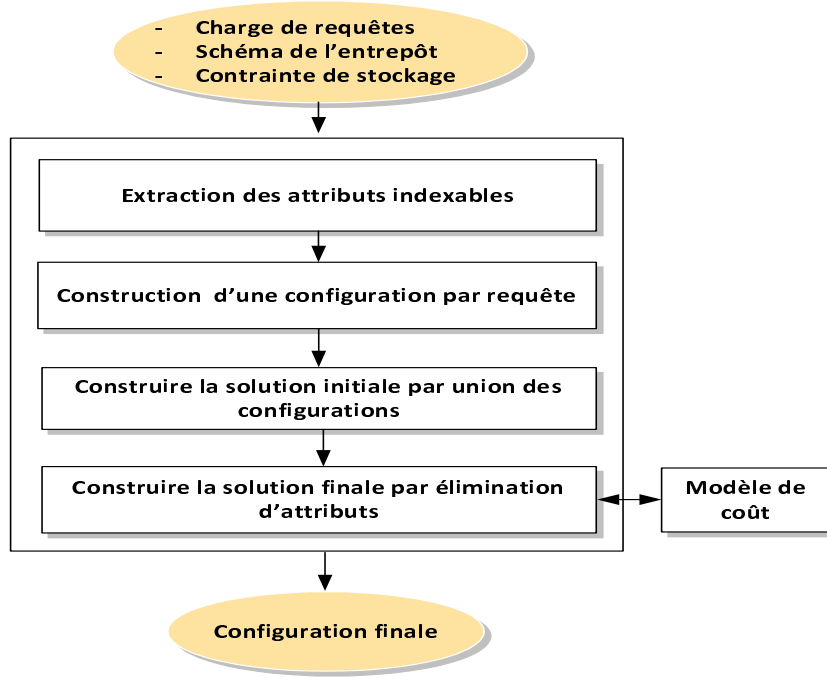 - Charge de requêtes
- Schéma de l'entrepôt
- Contrainte de stockage
Extraction des attributs indexables
Construction d'une configuration par requête
Construire la solution initiale par union des
configurations
Construire la solution finale par élimination
d'attributs
Modèle de
coût
Configuration finale